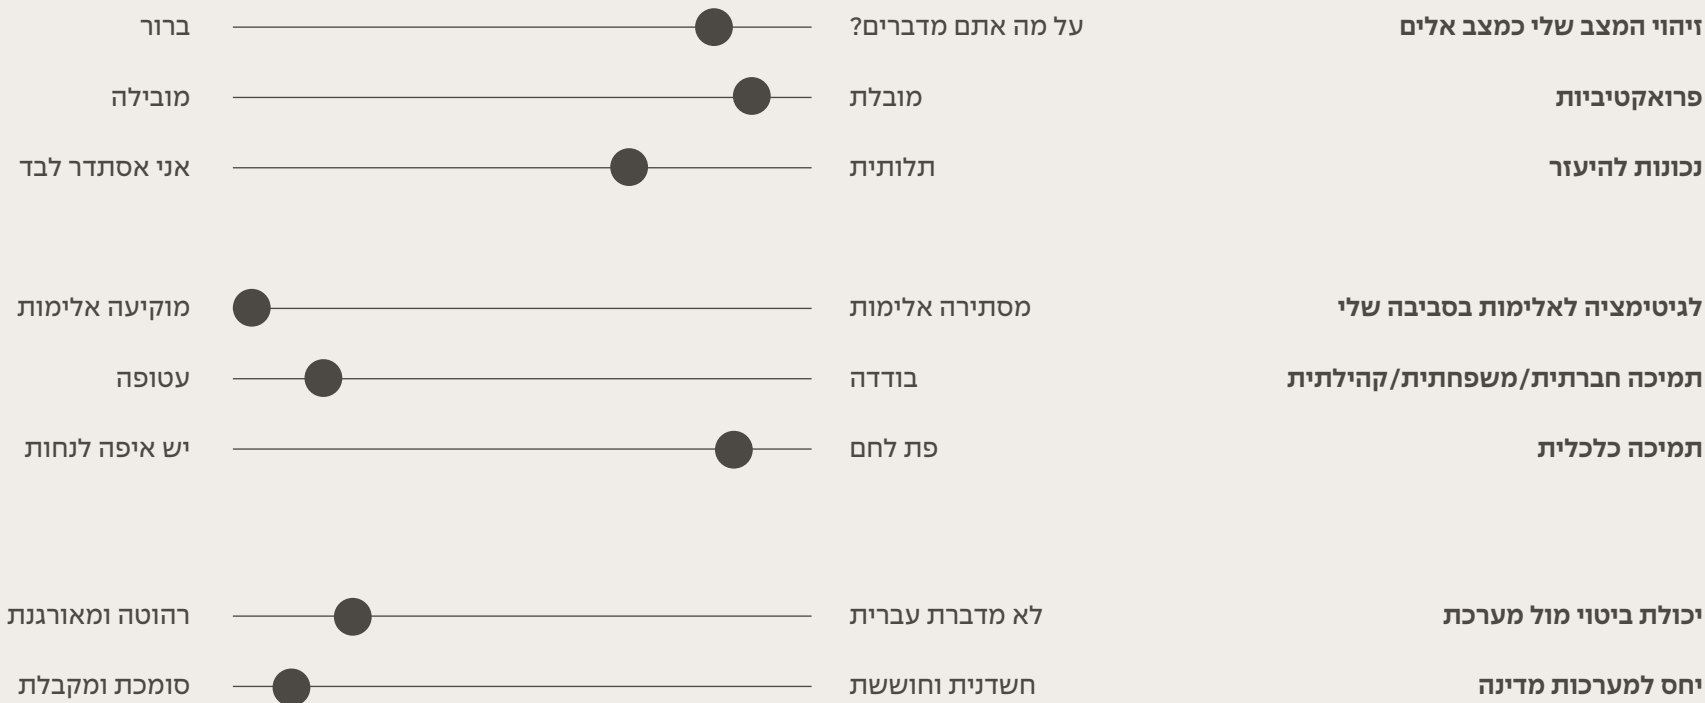 זיהוי המצב שלי כמצב אלים על מה אתם מדברים? ברור
פרואקטיביות מובלת מובילה
נכונות להיעזר תלותית אני אסתדר לבד
לגיטימציה לאלימות בסביבה שלי מסתירה אלימות מוקיעה אלימות
תמיכה חברתית/משפחתית/קהילתית בודדה עטופה
תמיכה כלכלית פת לחם יש איפה לנחות
יכולת ביטוי מול מערכת לא מדברת עברית רהוטה ומאורגנת
יחס למערכות מדינה חשדנית וחוששת סומכת ומקבלת